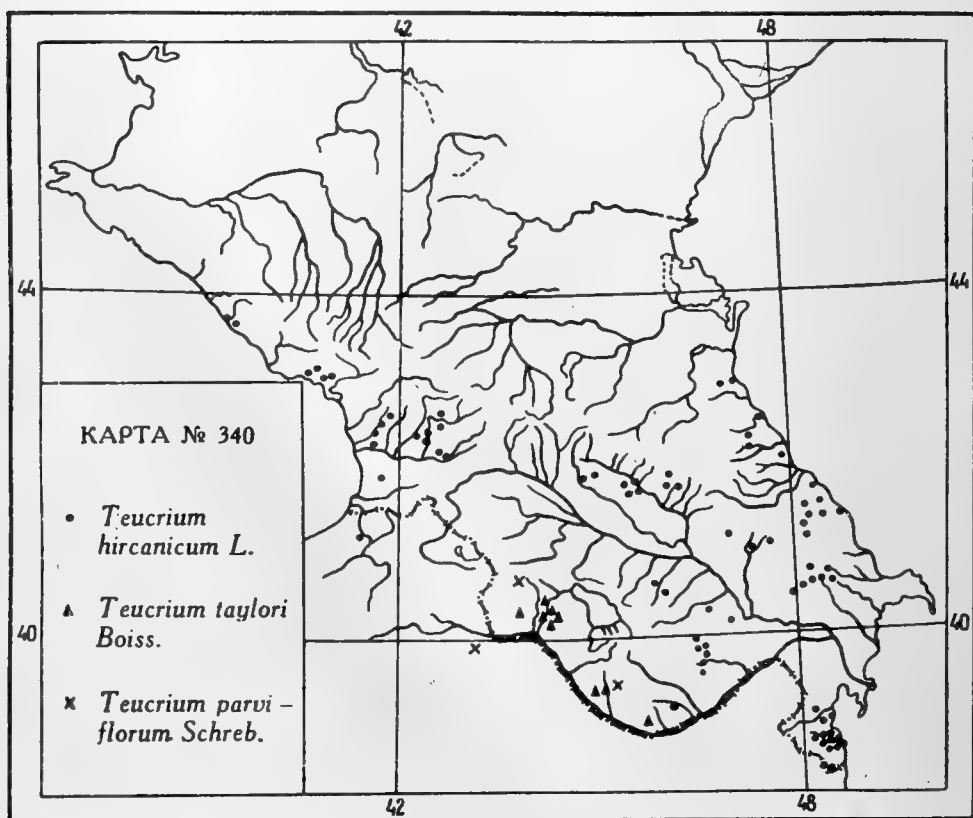 42
48
44
44
КАРТА № 340
Teucrium
hircanicum L.
Teucrium taylori
Boiss.
Teucrium parvi-
florum Schreb.
40
40
42
48